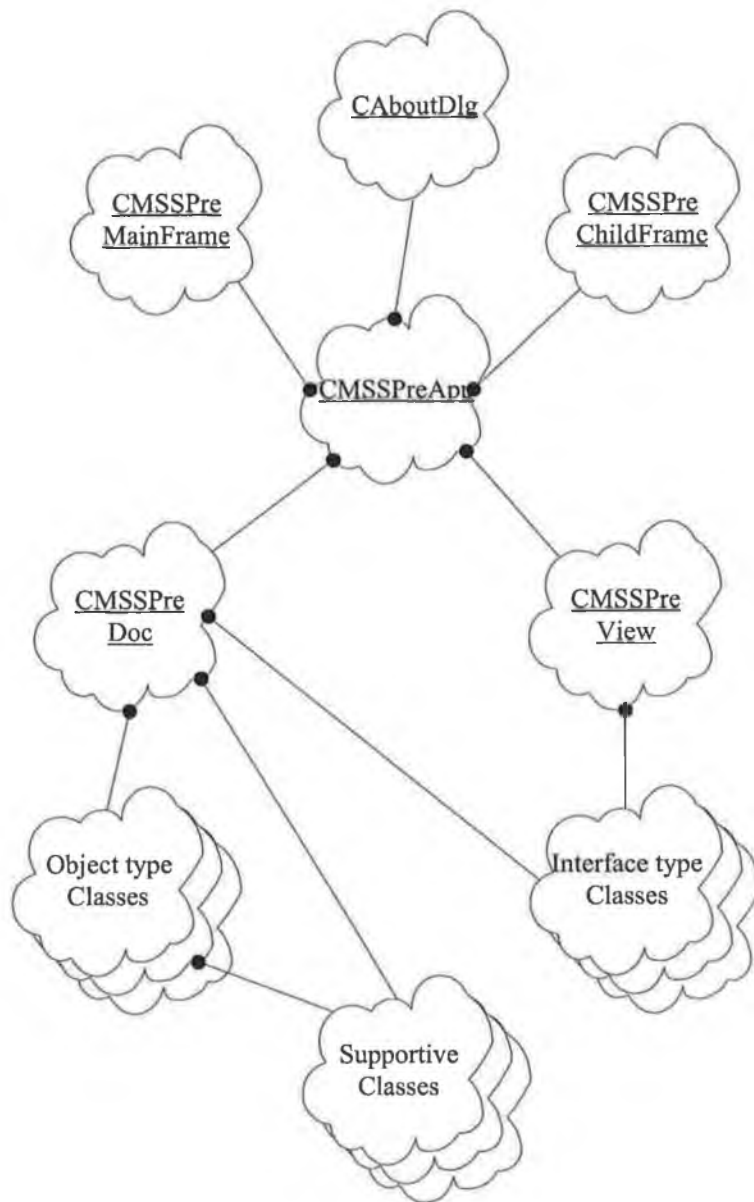 CAboutDlg
CMSSPre
MainFrame
CMSSPre
ChildFrame
CMSSPreApp
CMSSPre
Doc
CMSSPre
View
Object type
Classes
Interface type
Classes
Supportive
Classes